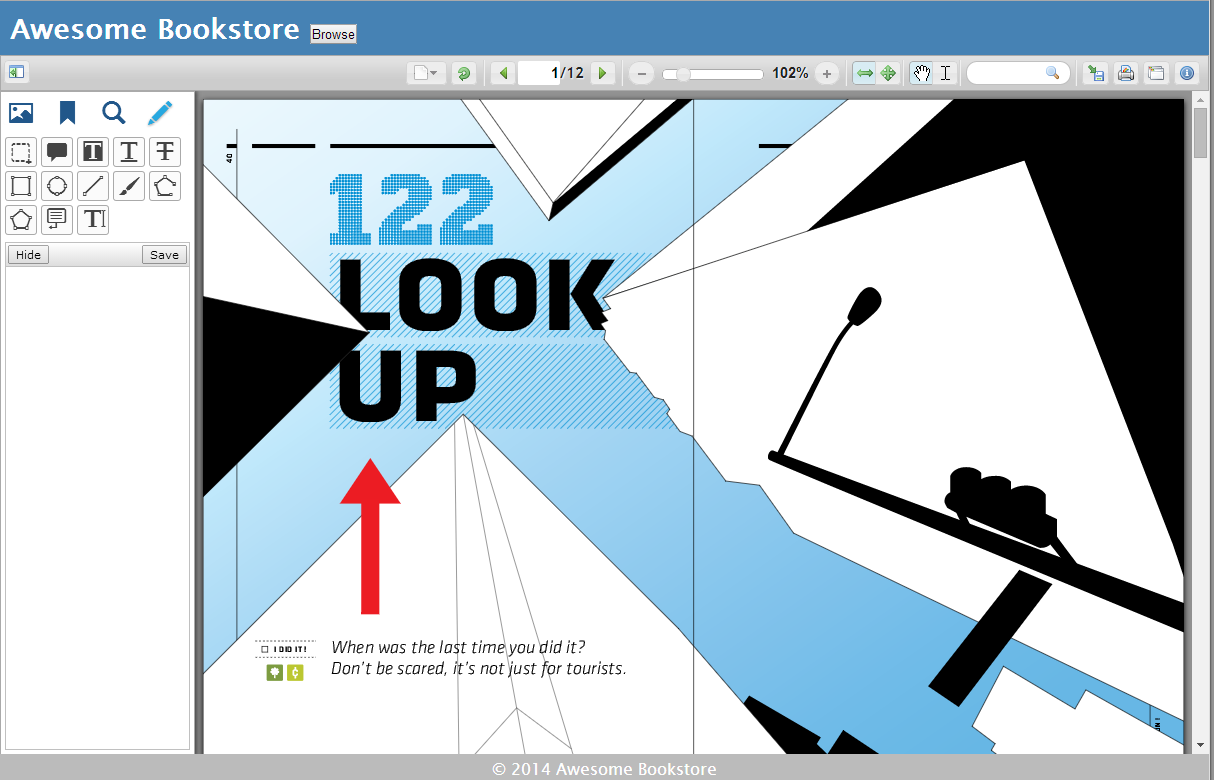 Awesome Bookstore Browse
1/12 102%
Hide Save
40
122
LOOK
UP
I DID IT!
When was the last time you did it?
Don't be scared, it's not just for tourists.
© 2014 Awesome Bookstore